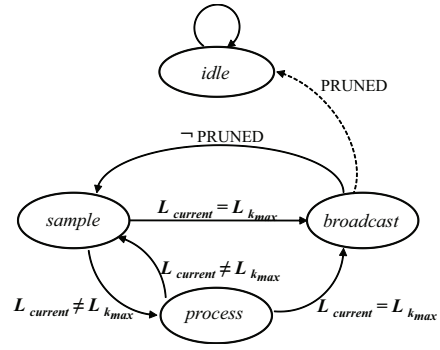 idle
PRUNED
¬ PRUNED
L current = L kmax
sample
broadcast
L current ≠ L kmax
L current ≠ L kmax
process
L current = L kmax